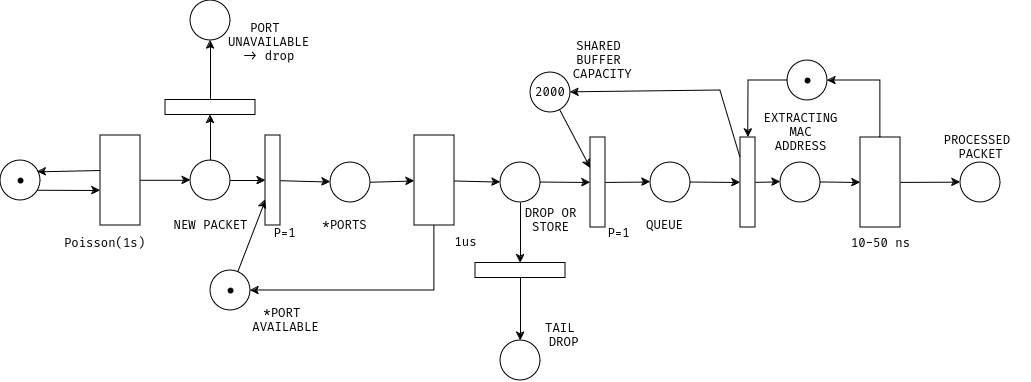 PORT
UNAVAILABLE
→ drop
SHARED
BUFFER
CAPACITY
2000
EXTRACTING
MAC
ADDRESS
PROCESSED
PACKET
NEW PACKET
P=1
*PORTS
DROP OR
STORE
P=1
QUEUE
Poisson(1s)
1us
10-50 ns
*PORT
AVAILABLE
TAIL
DROP